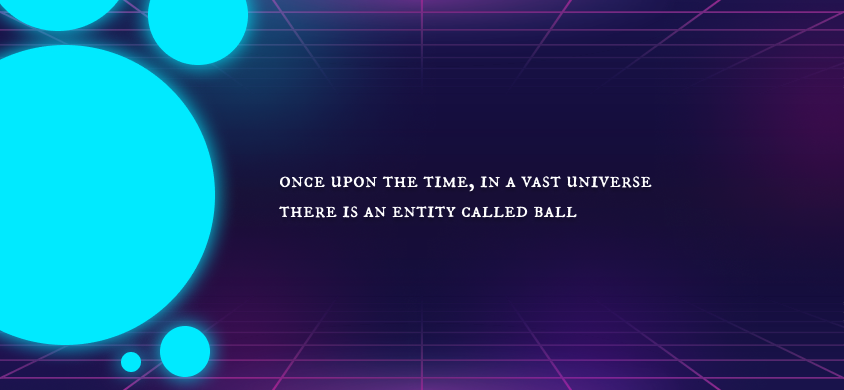 once upon the time, in a vast universe
there is an entity called ball